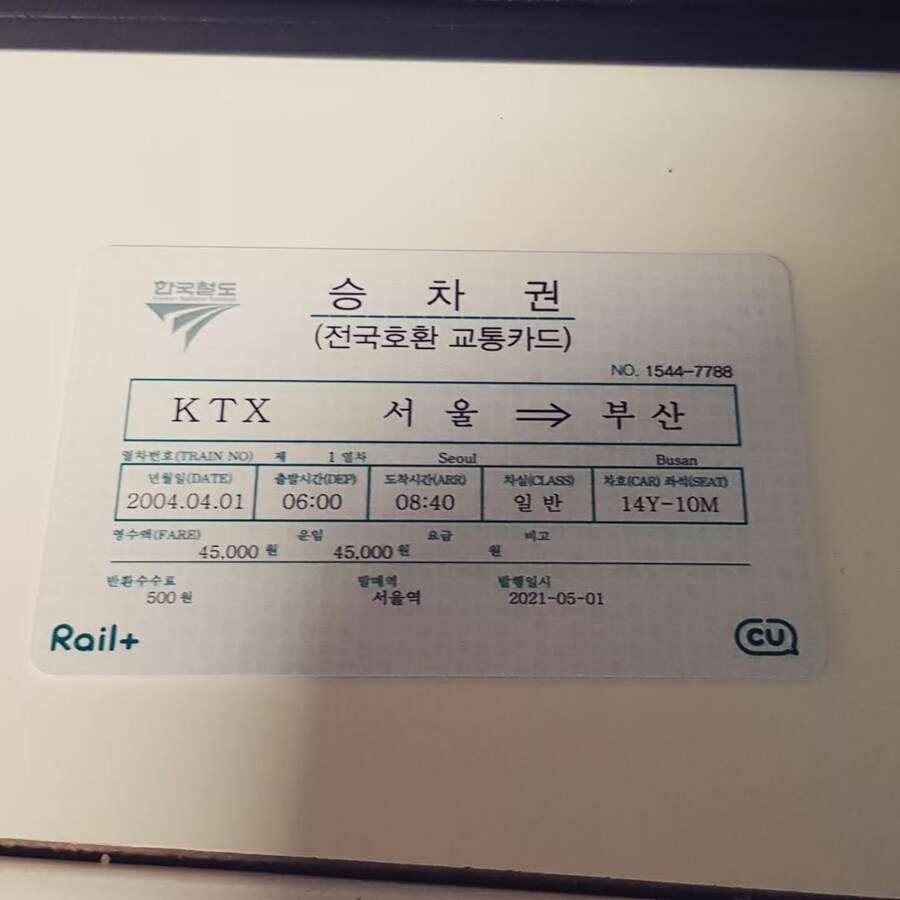 한국철도
승 차 권
(전국호환 교통카드)
NO. 1544-7788
KTX 서울 ⇒ 부산
열차번호(TRAIN NO) 제 1 열차 Seoul Busan
년월일(DATE) 출발시간(DEP) 도착시간(ARR) 차실(CLASS) 차호(CAR) 좌석(SEAT)
2004.04.01 06:00 08:40 일반 14Y-10M
영수액(FARE) 운임 요금 비고
45,000 원 45,000 원 원
반환수수료 발매역 발행일시
500 원 서울역 2021-05-01
Rail+ CU